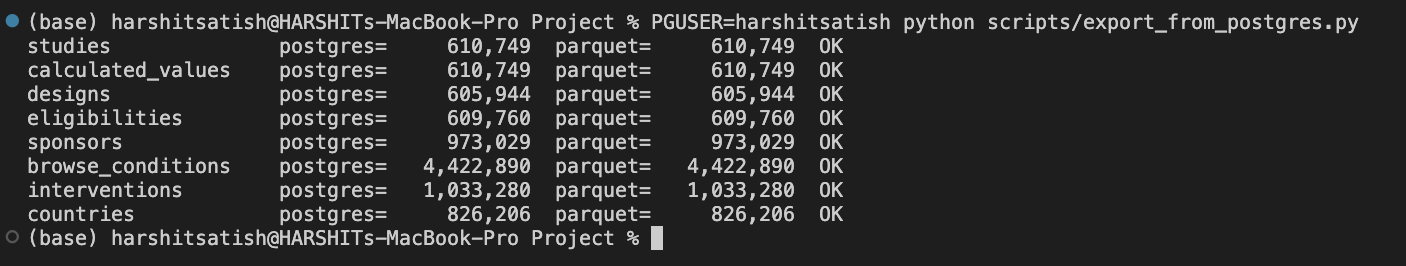 (base) harshitsatish@HARSHITs-MacBook-Pro Project % PGUSER=harshitsatish python scripts/export_from_postgres.py
studies postgres= 610,749 parquet= 610,749 OK
calculated_values postgres= 610,749 parquet= 610,749 OK
designs postgres= 605,944 parquet= 605,944 OK
eligibilities postgres= 609,760 parquet= 609,760 OK
sponsors postgres= 973,029 parquet= 973,029 OK
browse_conditions postgres= 4,422,890 parquet= 4,422,890 OK
interventions postgres= 1,033,280 parquet= 1,033,280 OK
countries postgres= 826,206 parquet= 826,206 OK
(base) harshitsatish@HARSHITs-MacBook-Pro Project %